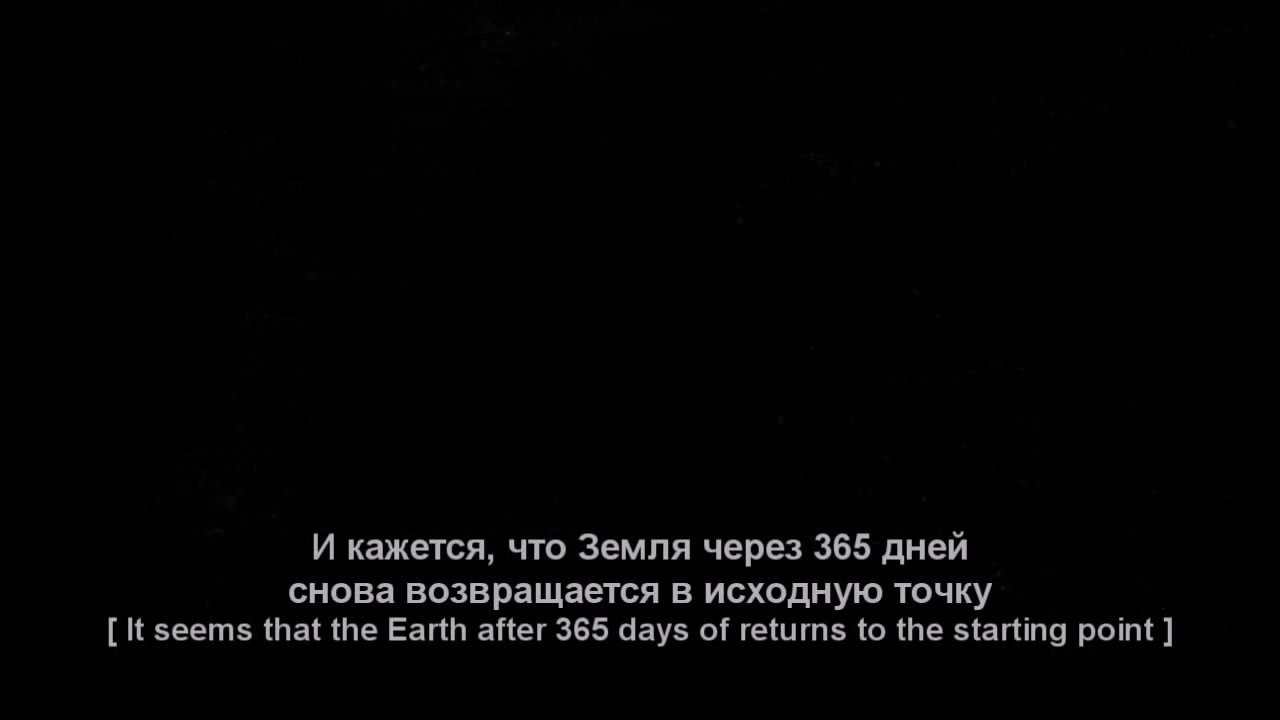 И кажется, что Земля через 365 дней
снова возвращается в исходную точку
[ It seems that the Earth after 365 days of returns to the starting point ]